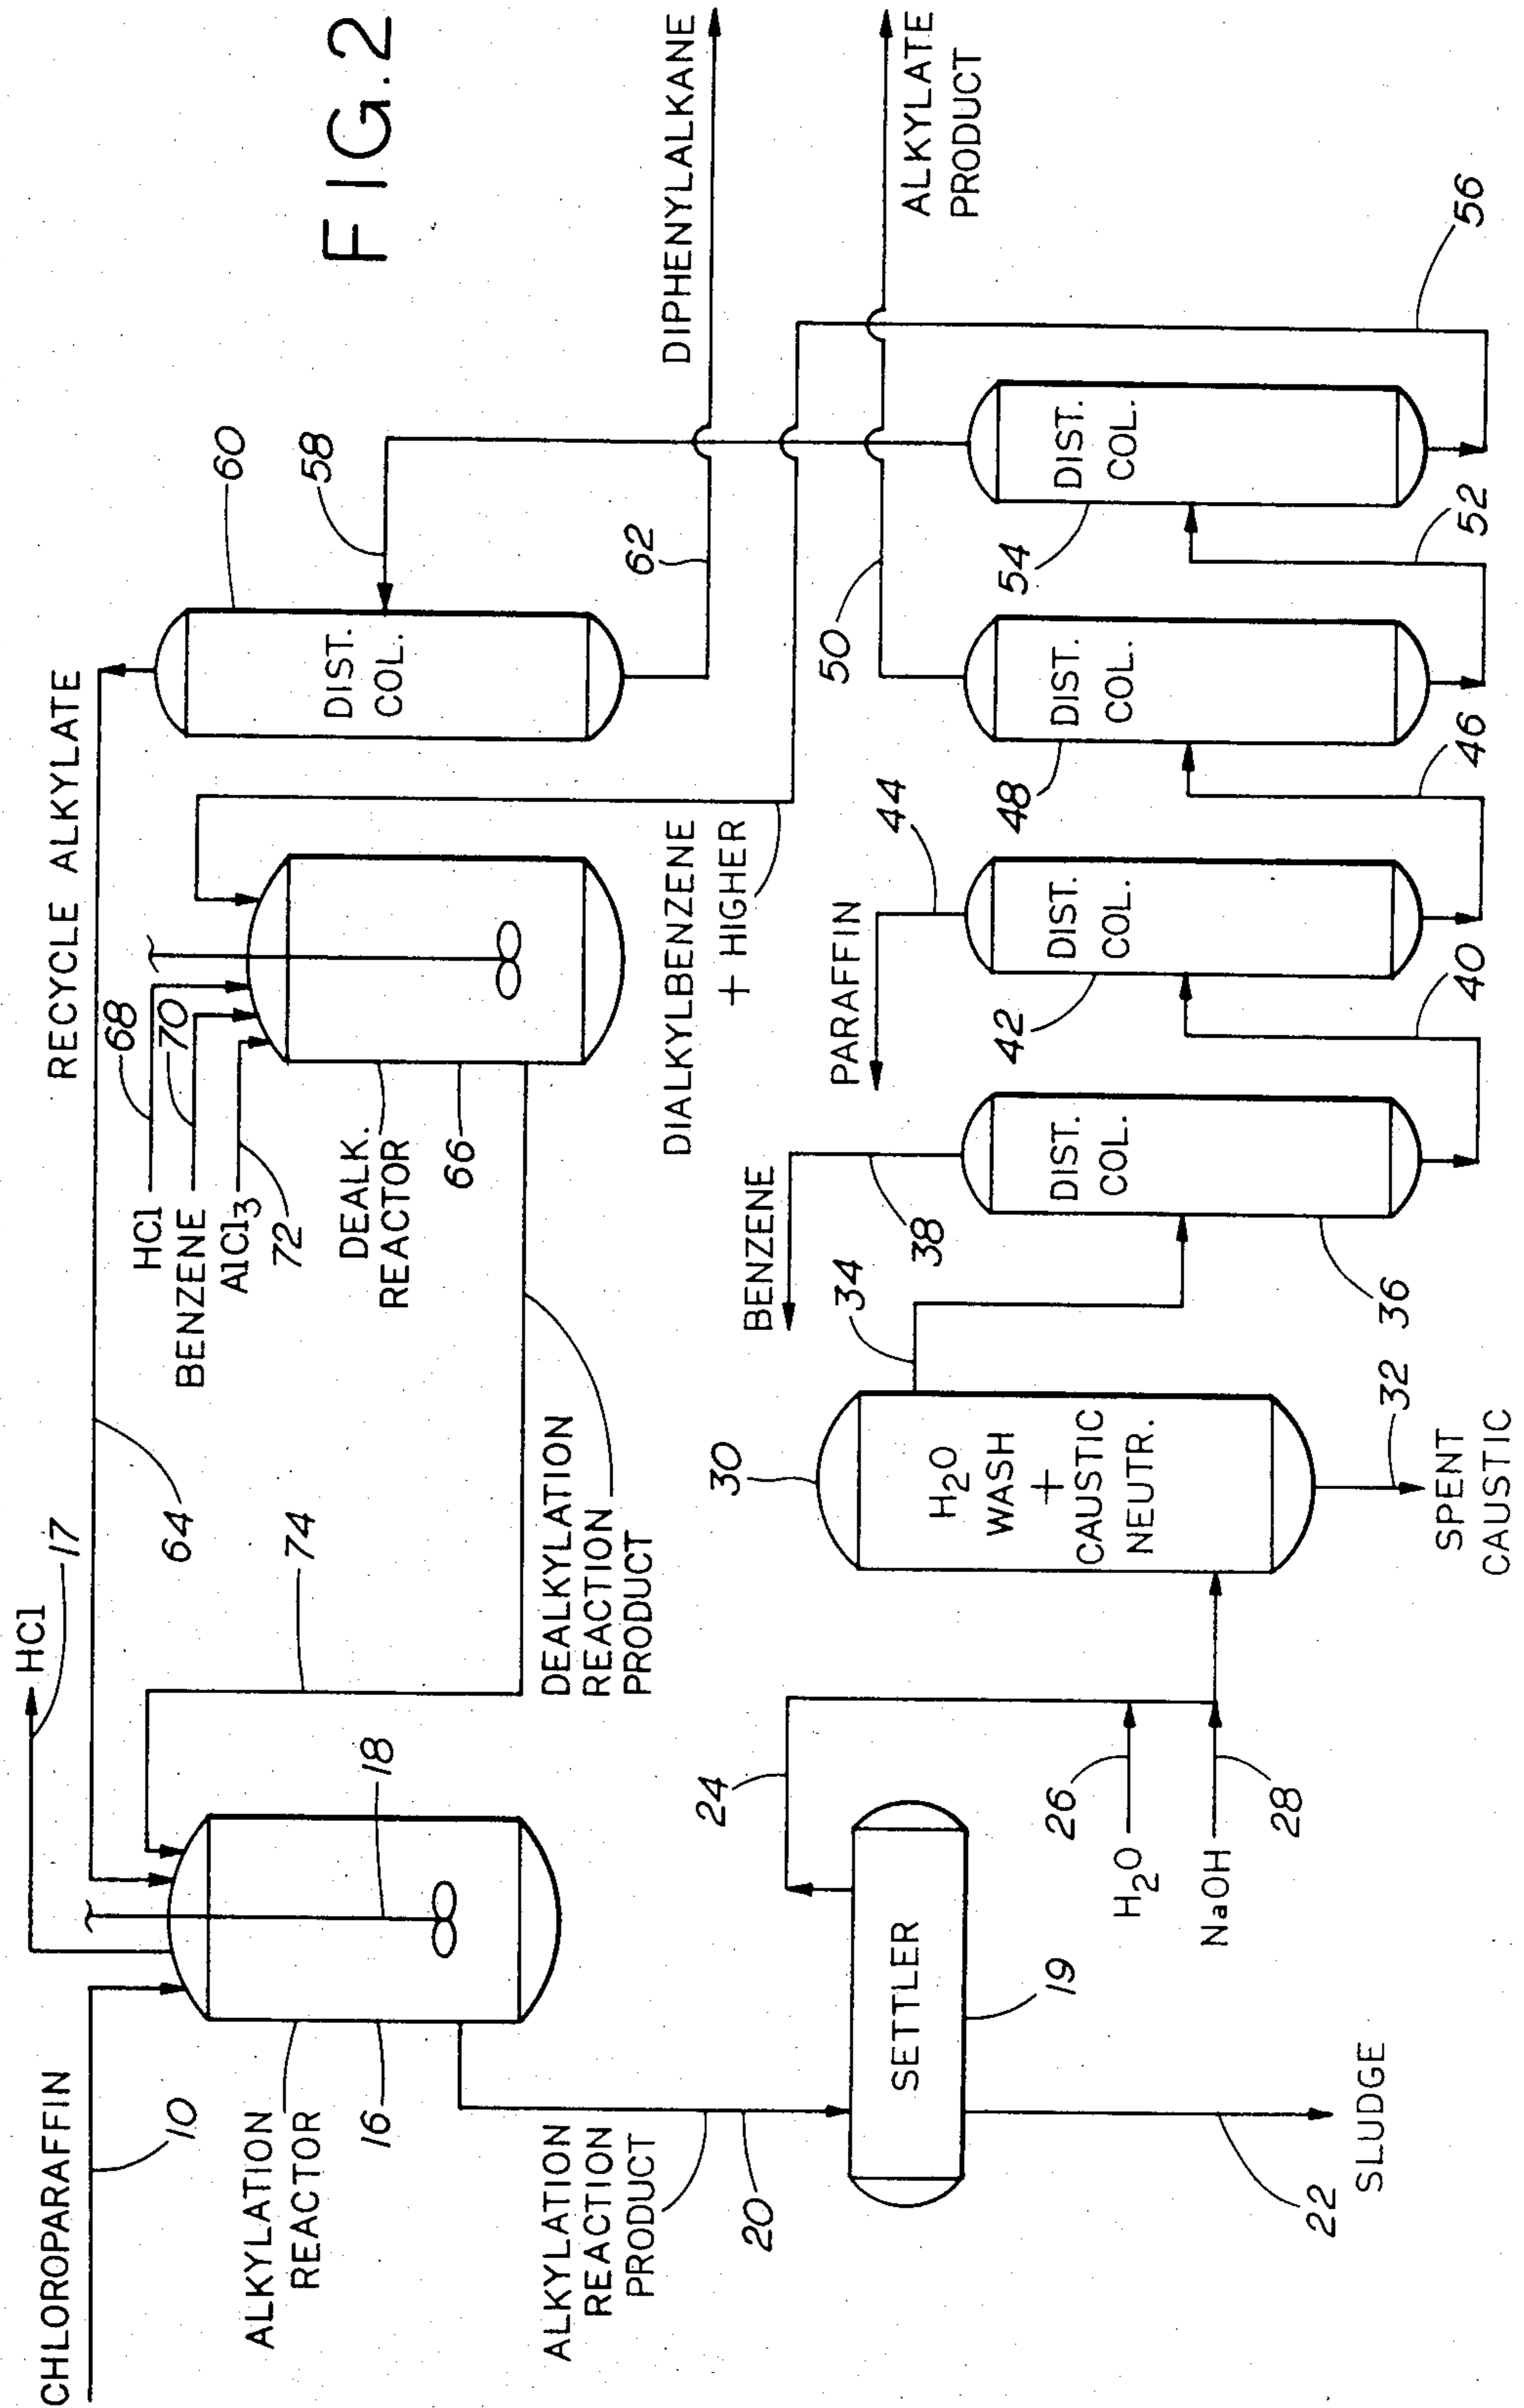 FIG.2
CHLOROPARAFFIN
10
HCl
17
ALKYLATION
REACTOR
16
18
ALKYLATION
REACTION
PRODUCT
20
64
74
RECYCLE ALKYLATE
HCl
68
BENZENE
70
AlCl3
72
DEALK.
REACTOR
66
DEALKYLATION
REACTION
PRODUCT
60
DIST.
COL.
58
62
DIPHENYLALKANE
DIALKYLBENZENE
+ HIGHER
SETTLER
19
22
SLUDGE
24
26
H2O
NaOH
28
30
H2O
WASH
+
CAUSTIC
NEUTR.
32
SPENT
CAUSTIC
34
BENZENE
38
DIST.
COL.
36
40
PARAFFIN
44
DIST.
COL.
42
46
50
DIST.
COL.
48
52
DIST.
COL.
54
56
ALKYLATE
PRODUCT